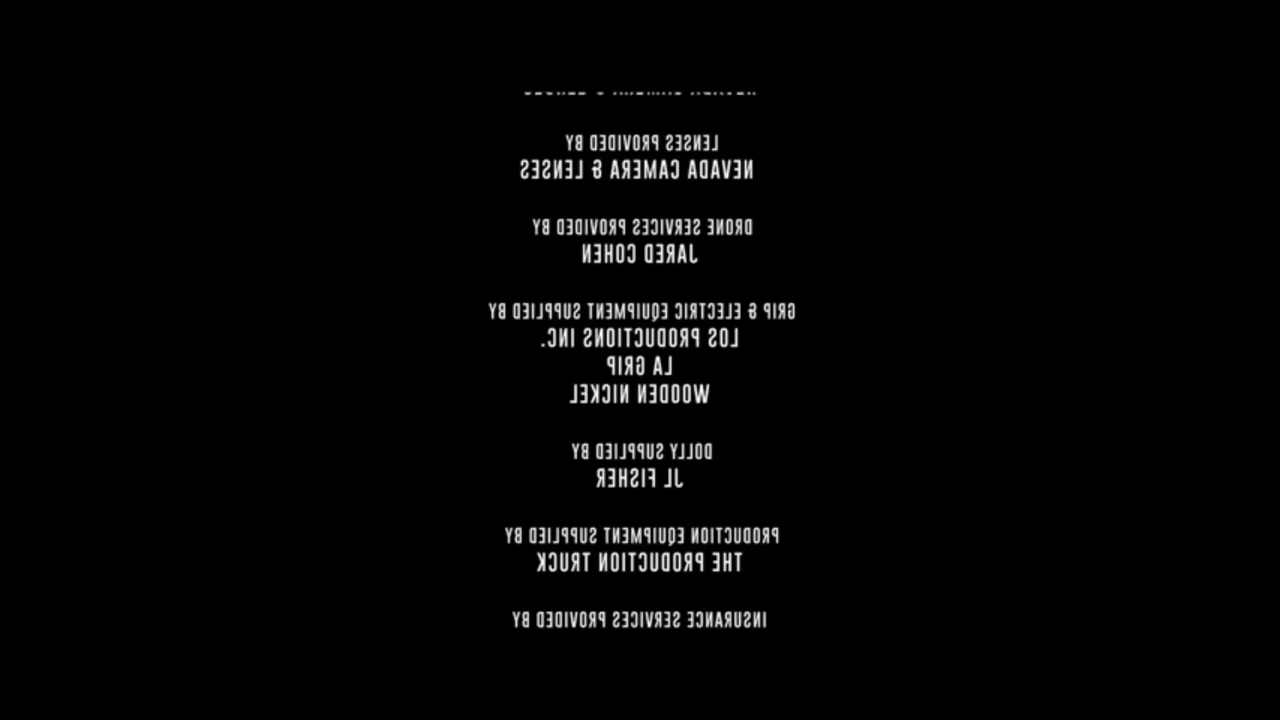 LENSES PROVIDED BY
NEVADA CAMERA & LENSES
DRONE SERVICES PROVIDED BY
JARED COHEN
GRIP & ELECTRIC EQUIPMENT SUPPLIED BY
LOS PRODUCTIONS INC.
LA GRIP
WOODEN NICKEL
DOLLY SUPPLIED BY
JL FISHER
PRODUCTION EQUIPMENT SUPPLIED BY
THE PRODUCTION TRUCK
INSURANCE SERVICES PROVIDED BY